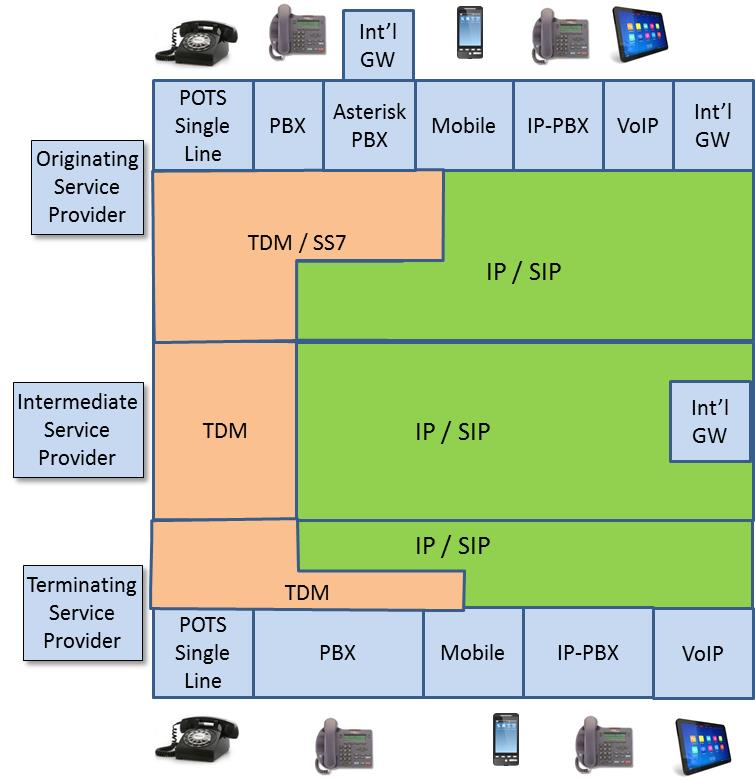 Int'l
GW
POTS
Single
Line
PBX
Asterisk
PBX
Mobile
IP-PBX
VoIP
Int'l
GW
Originating
Service
Provider
TDM / SS7
IP / SIP
Intermediate
Service
Provider
TDM
IP / SIP
Int'l
GW
IP / SIP
Terminating
Service
Provider
TDM
POTS
Single
Line
PBX
Mobile
IP-PBX
VoIP